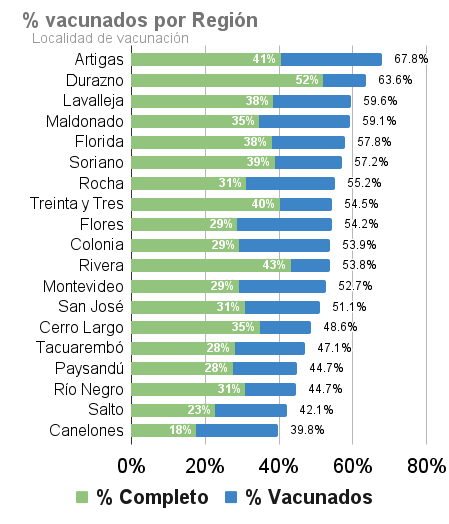 % vacunados por Región
Localidad de vacunación
Artigas 41% 67.8%
Durazno 52% 63.6%
Lavalleja 38% 59.6%
Maldonado 35% 59.1%
Florida 38% 57.8%
Soriano 39% 57.2%
Rocha 31% 55.2%
Treinta y Tres 40% 54.5%
Flores 29% 54.2%
Colonia 29% 53.9%
Rivera 43% 53.8%
Montevideo 29% 52.7%
San José 31% 51.1%
Cerro Largo 35% 48.6%
Tacuarembó 28% 47.1%
Paysandú 28% 44.7%
Río Negro 31% 44.7%
Salto 23% 42.1%
Canelones 18% 39.8%
0% 20% 40% 60% 80%
% Completo % Vacunados